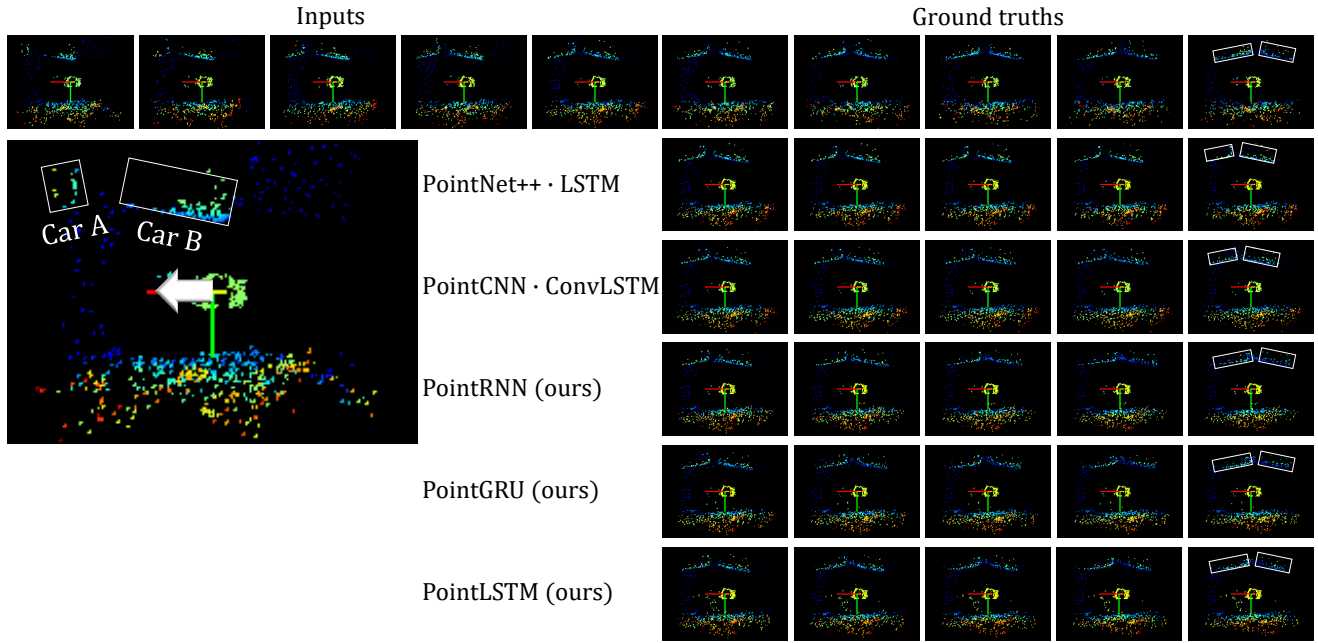 Inputs
Ground truths
PointNet++ · LSTM
Car A
Car B
PointCNN · ConvLSTM
PointRNN (ours)
PointGRU (ours)
PointLSTM (ours)